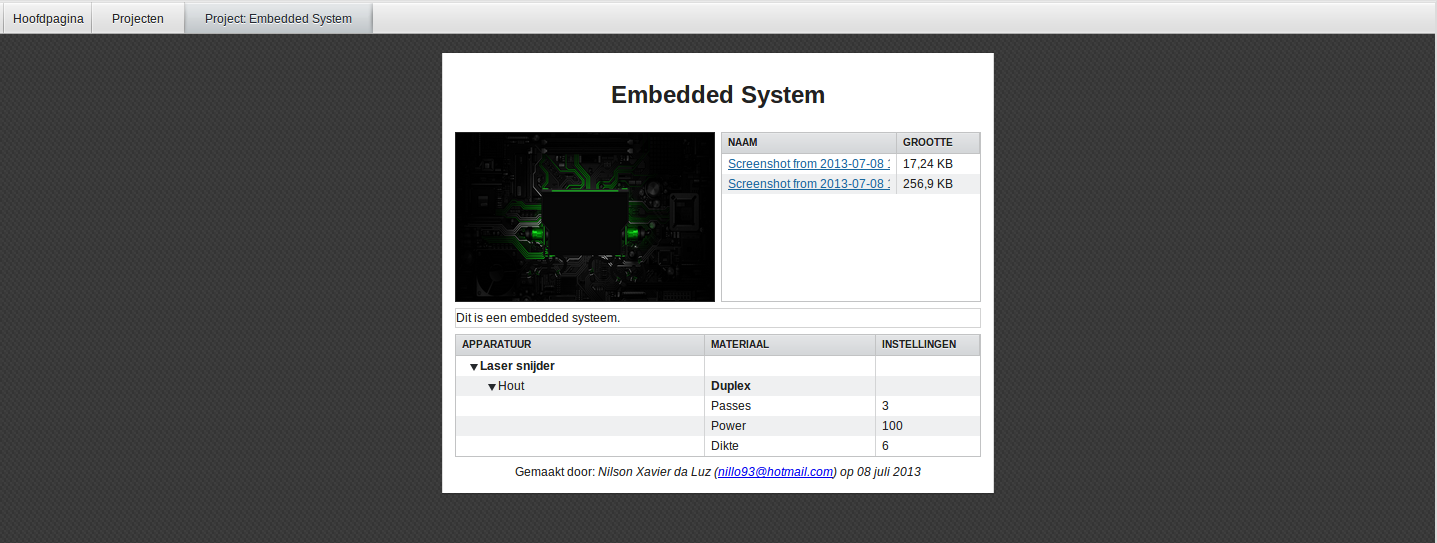 Hoofdpagina Projecten Project: Embedded System
Embedded System
NAAM GROOTTE
Screenshot from 2013-07-08 17,24 KB
Screenshot from 2013-07-08 256,9 KB
Dit is een embedded systeem.
APPARATUUR MATERIAAL INSTELLINGEN
Laser snijder
Hout Duplex
Passes 3
Power 100
Dikte 6
Gemaakt door: Nilson Xavier da Luz (nillo93@hotmail.com) op 08 juli 2013